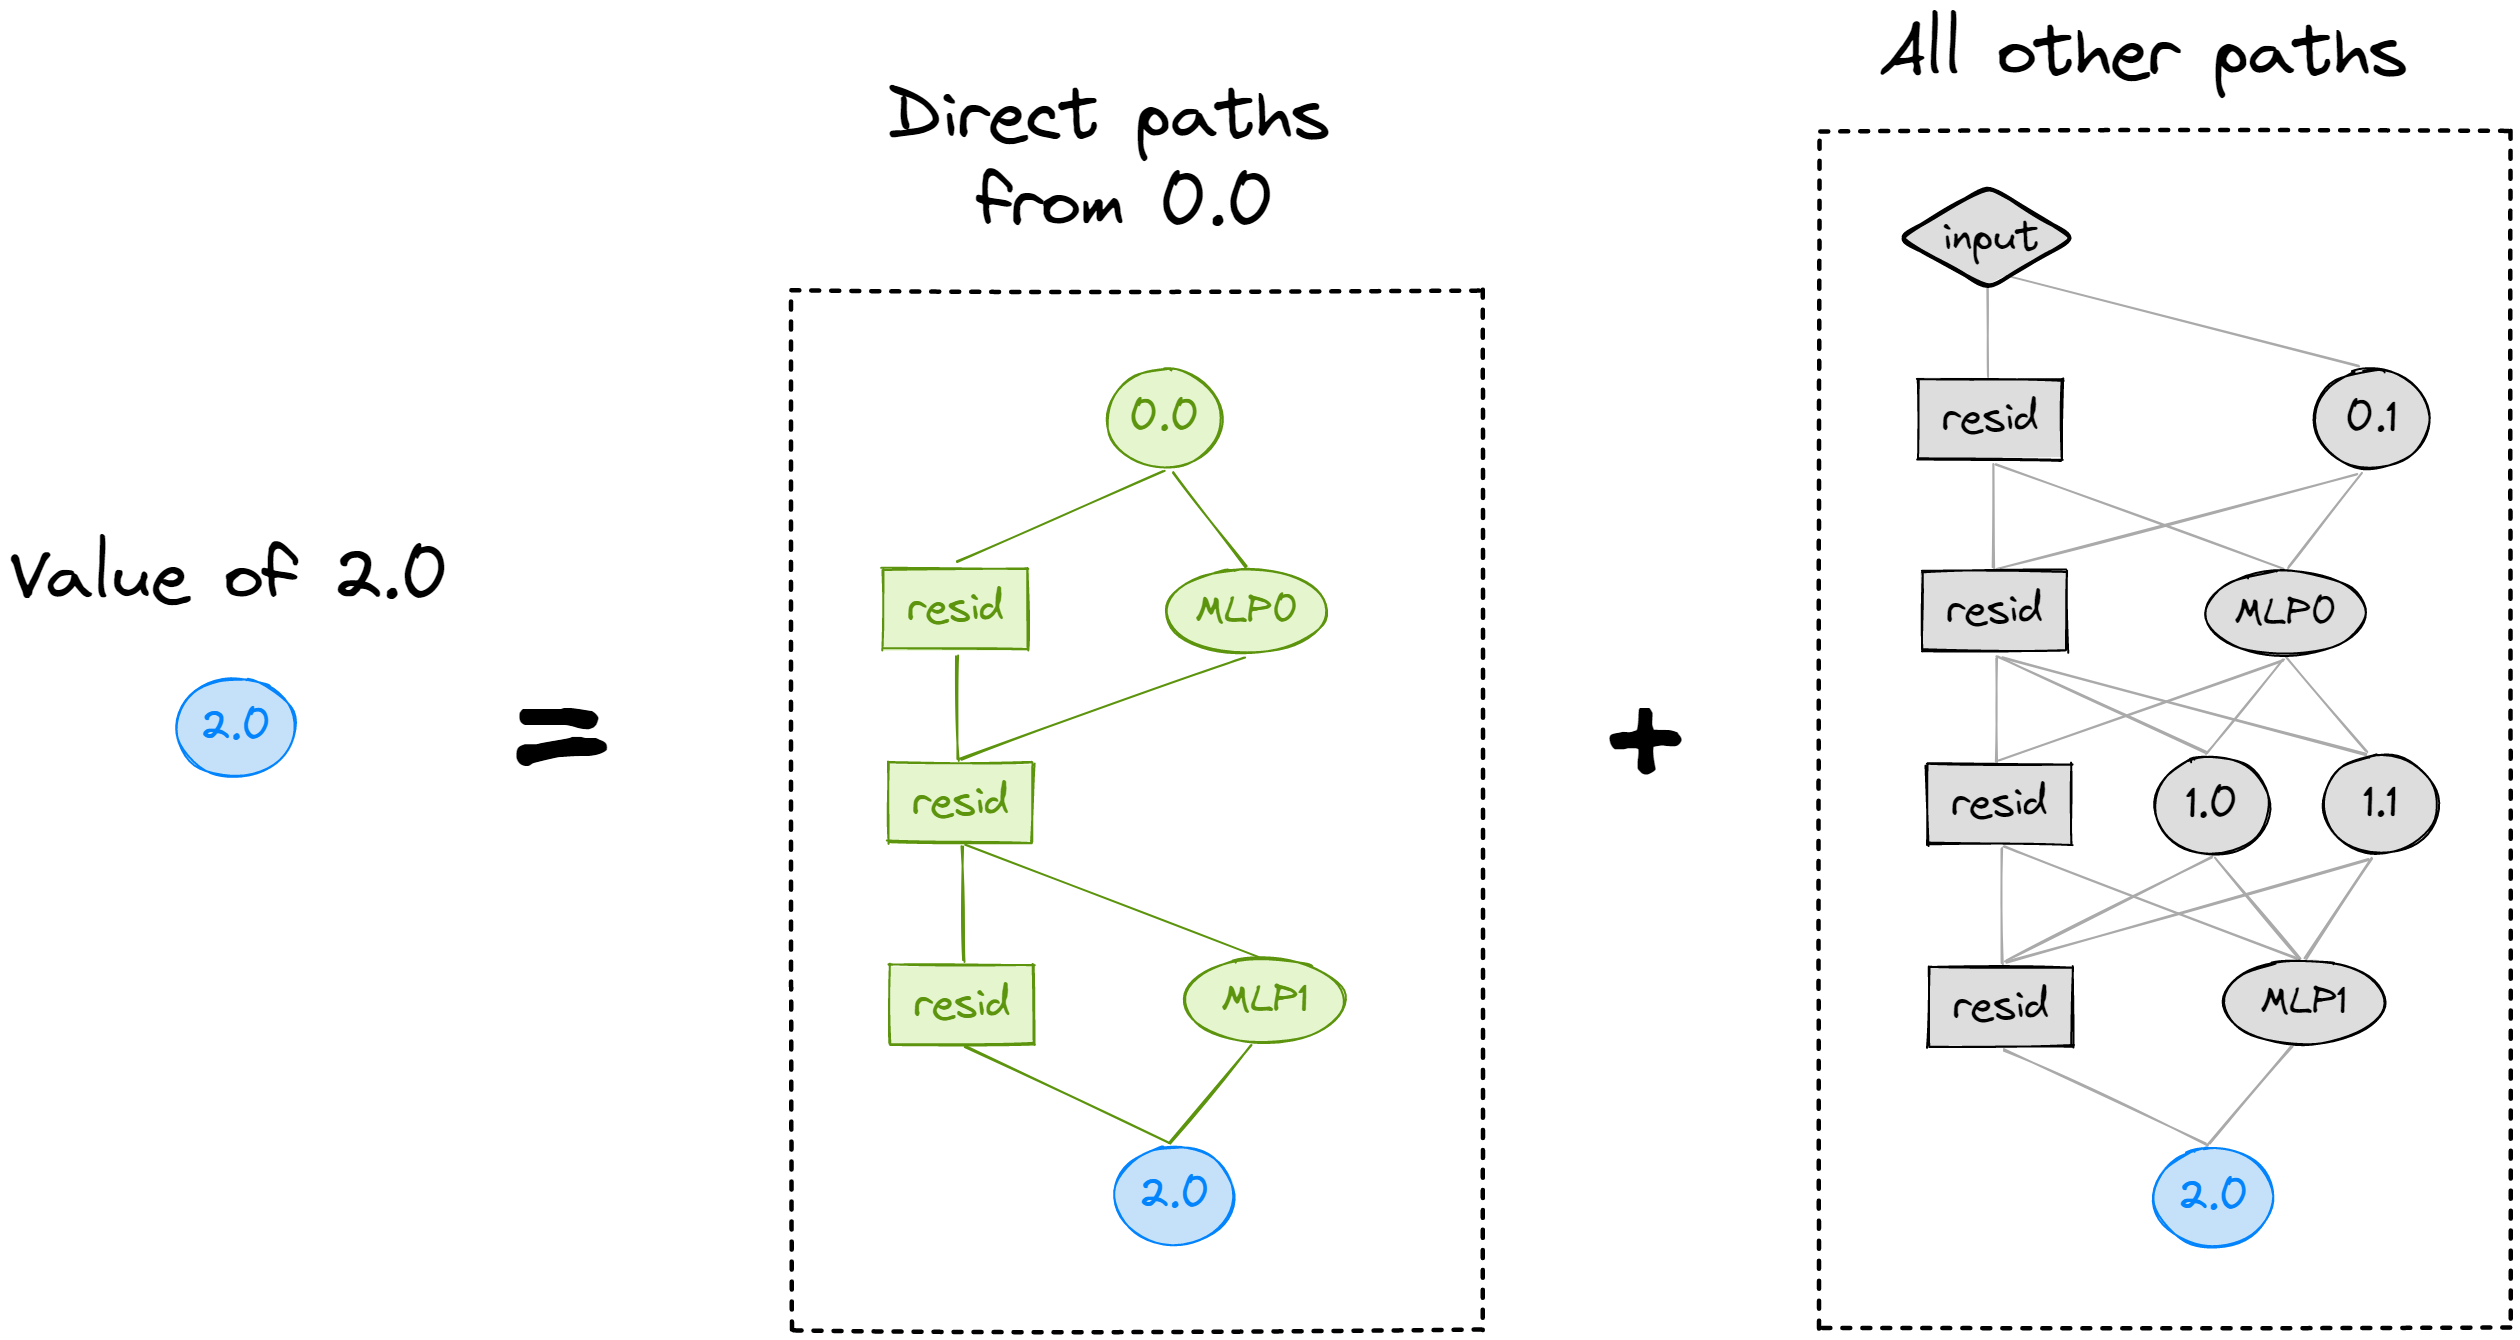 Value of 2.0
2.0
=
Direct paths
from 0.0
0.0
resid
MLP0
resid
resid
MLP1
2.0
+
All other paths
input
resid
0.1
resid
MLP0
resid
1.0
1.1
resid
MLP1
2.0